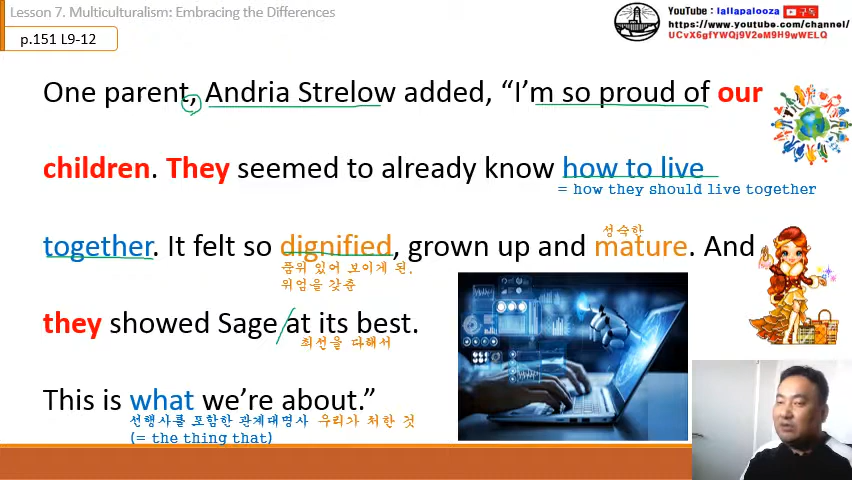 Lesson 7. Multiculturalism: Embracing the Differences
YouTube : lallapalooza 구독
https://www.youtube.com/channel/
UCvX6gfYWQj9V2eM9H9wWELQ
p.151 L9-12
One parent, Andria Strelow added, “I’m so proud of our
children. They seemed to already know how to live
= how they should live together
성숙한
together. It felt so dignified, grown up and mature. And
품위 있어 보이게 된.
위엄을 갖춘
they showed Sage at its best.
최선을 다해서
This is what we’re about.”
선행사를 포함한 관계대명사 우리가 처한 것
(= the thing that)